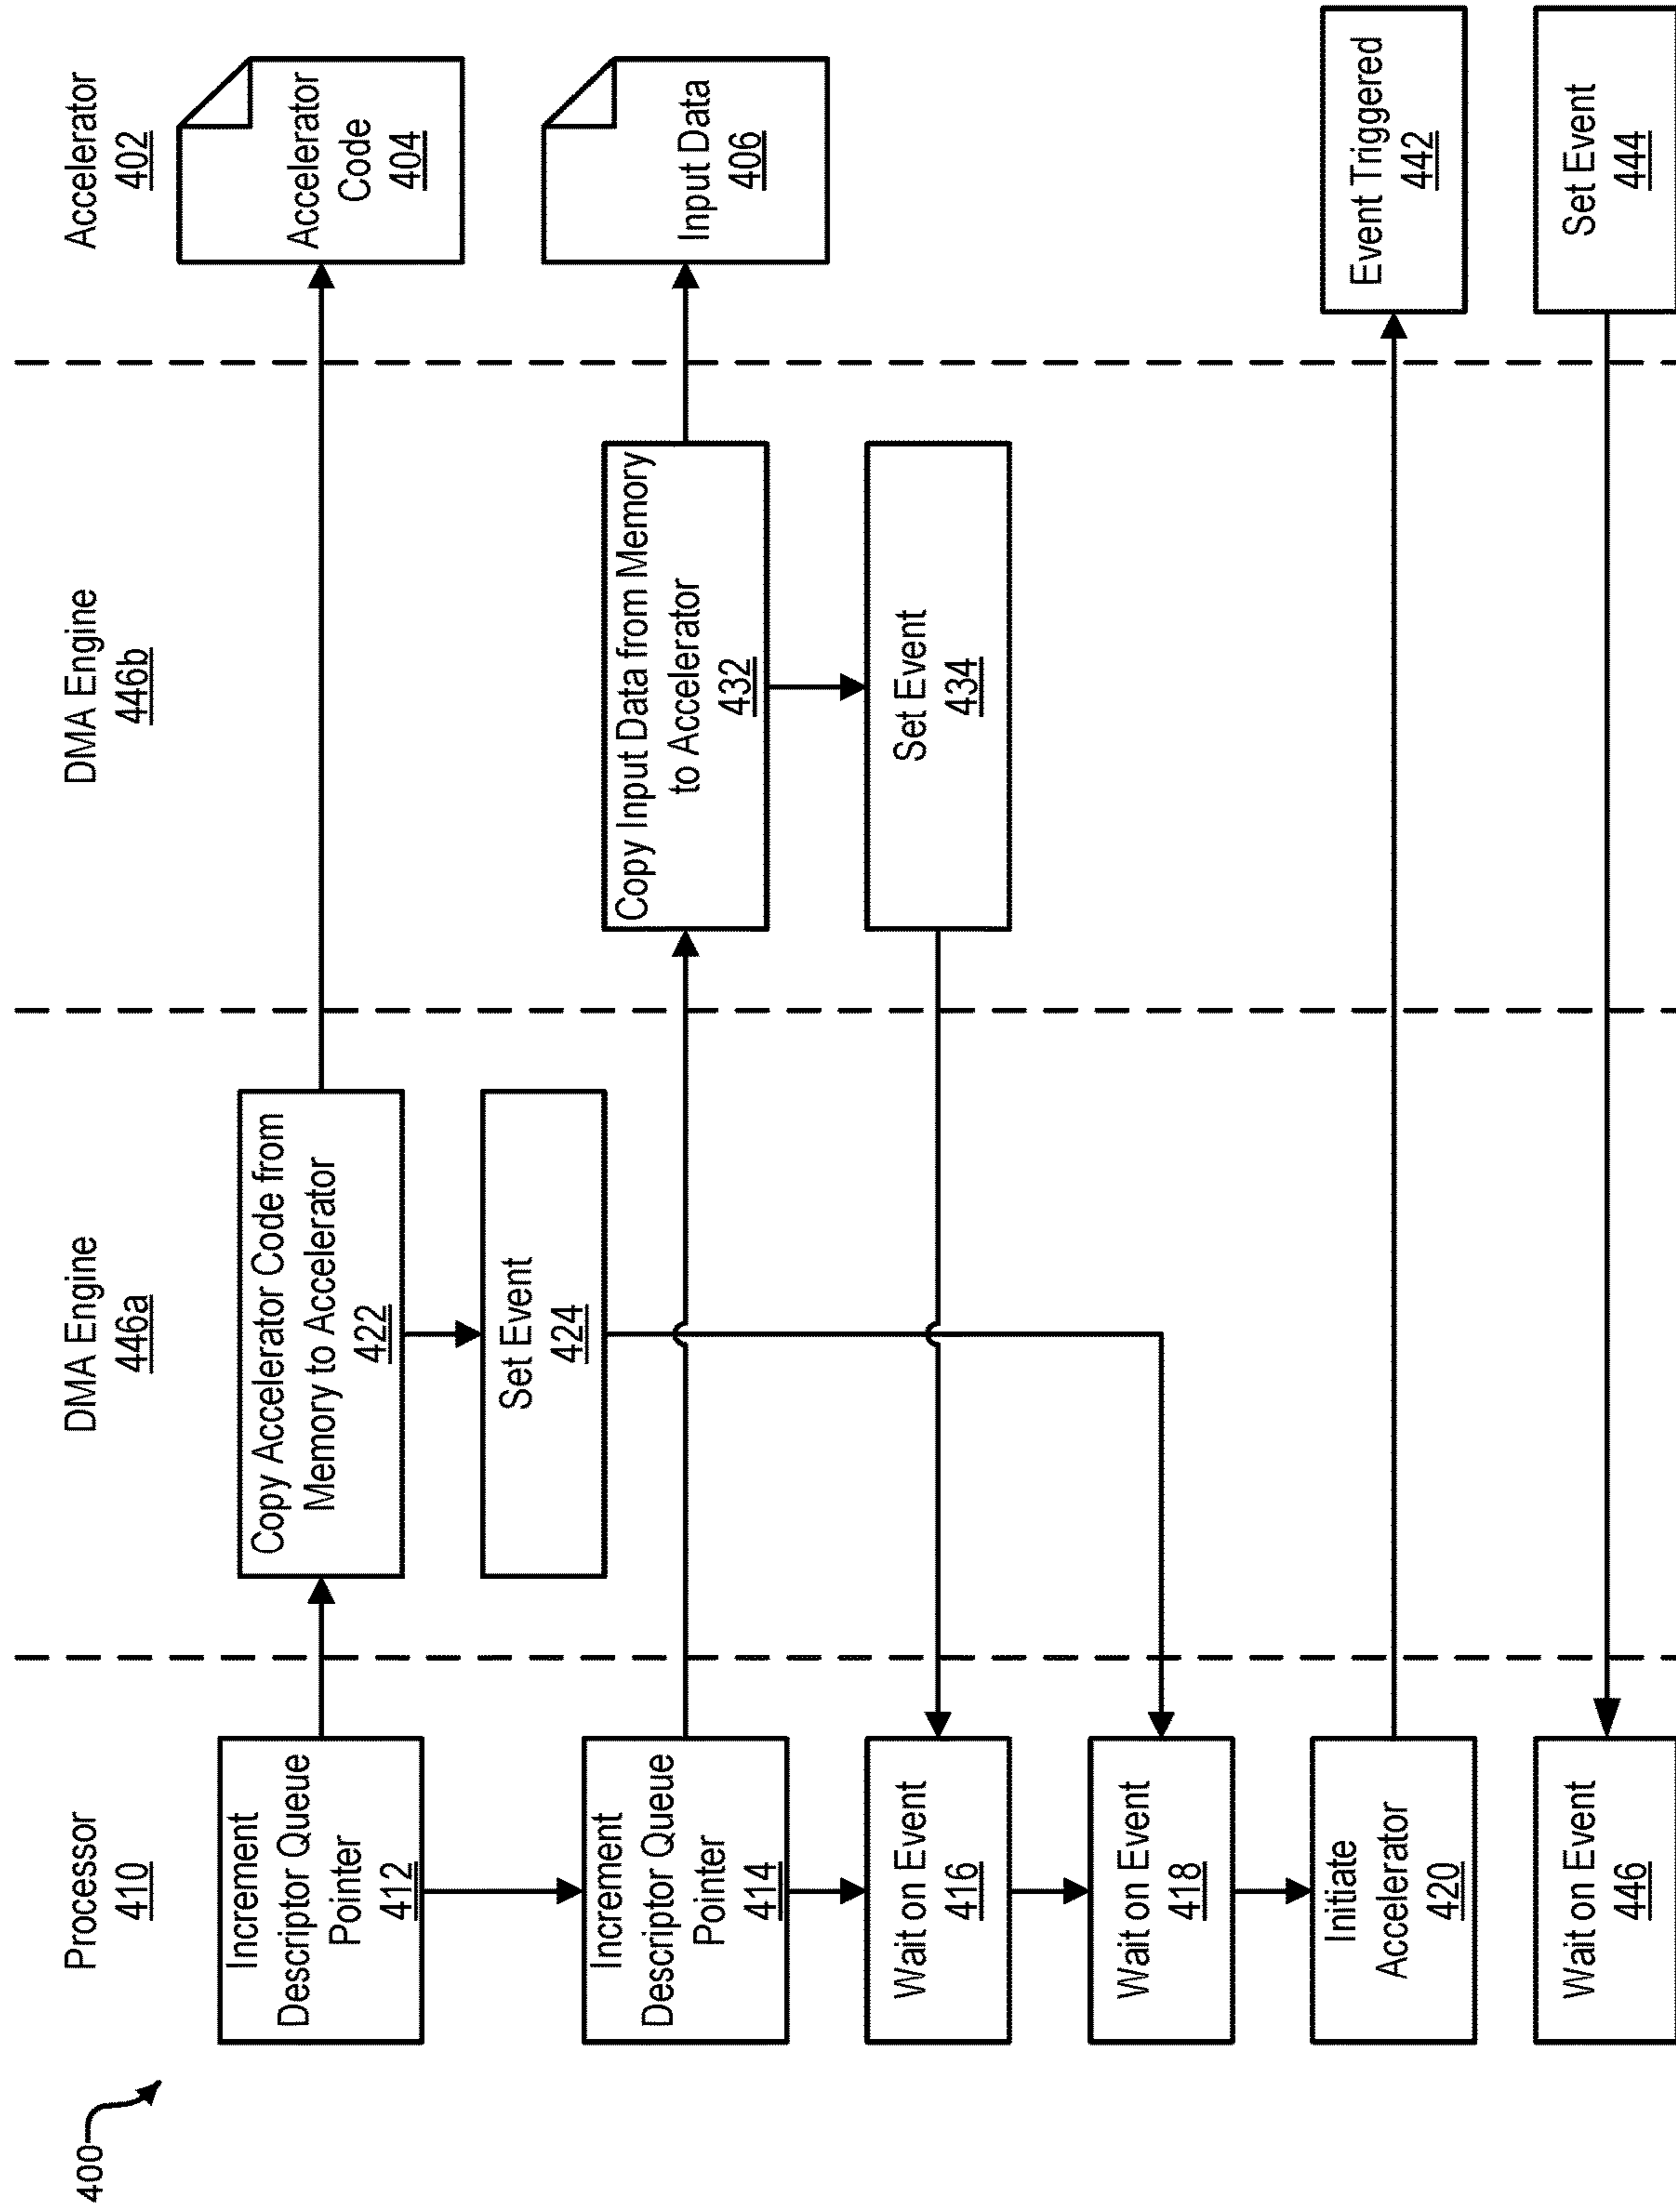 400
Processor
410
DMA Engine
446a
DMA Engine
446b
Accelerator
402
Increment
Descriptor Queue
Pointer
412
Copy Accelerator Code from
Memory to Accelerator
422
Accelerator
Code
404
Set Event
424
Increment
Descriptor Queue
Pointer
414
Copy Input Data from Memory
to Accelerator
432
Input Data
406
Wait on Event
416
Set Event
434
Wait on Event
418
Initiate
Accelerator
420
Event Triggered
442
Wait on Event
446
Set Event
444